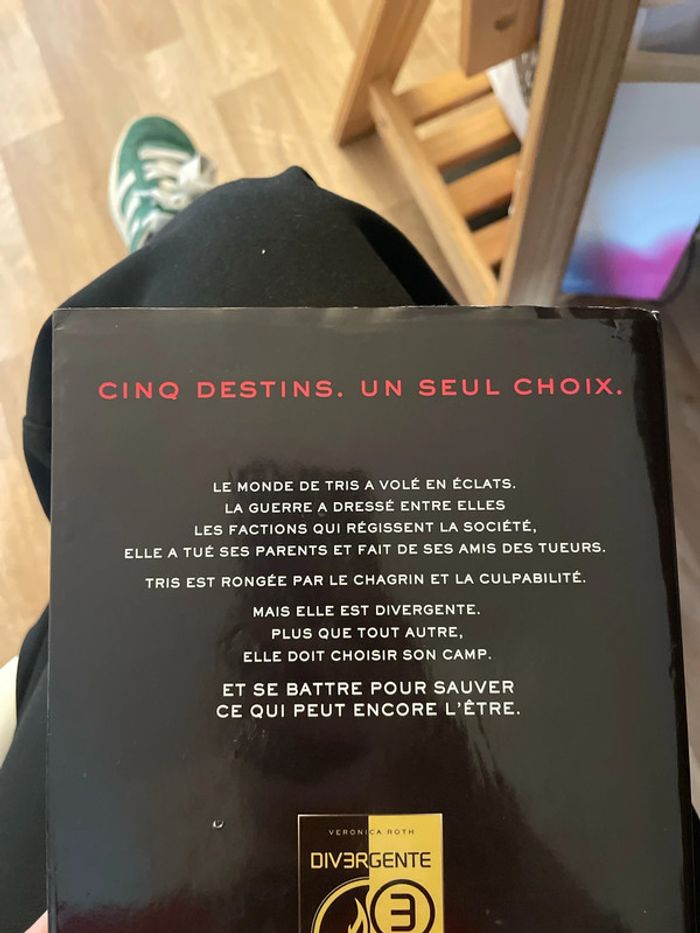 CINQ DESTINS. UN SEUL CHOIX.
LE MONDE DE TRIS A VOLÉ EN ÉCLATS.
LA GUERRE A DRESSÉ ENTRE ELLES
LES FACTIONS QUI RÉGISSENT LA SOCIÉTÉ,
ELLE A TUÉ SES PARENTS ET FAIT DE SES AMIS DES TUEURS.
TRIS EST RONGÉE PAR LE CHAGRIN ET LA CULPABILITÉ.
MAIS ELLE EST DIVERGENTE.
PLUS QUE TOUT AUTRE,
ELLE DOIT CHOISIR SON CAMP.
ET SE BATTRE POUR SAUVER
CE QUI PEUT ENCORE L'ÊTRE.
VERONICA ROTH
DIV3RGENTE
3